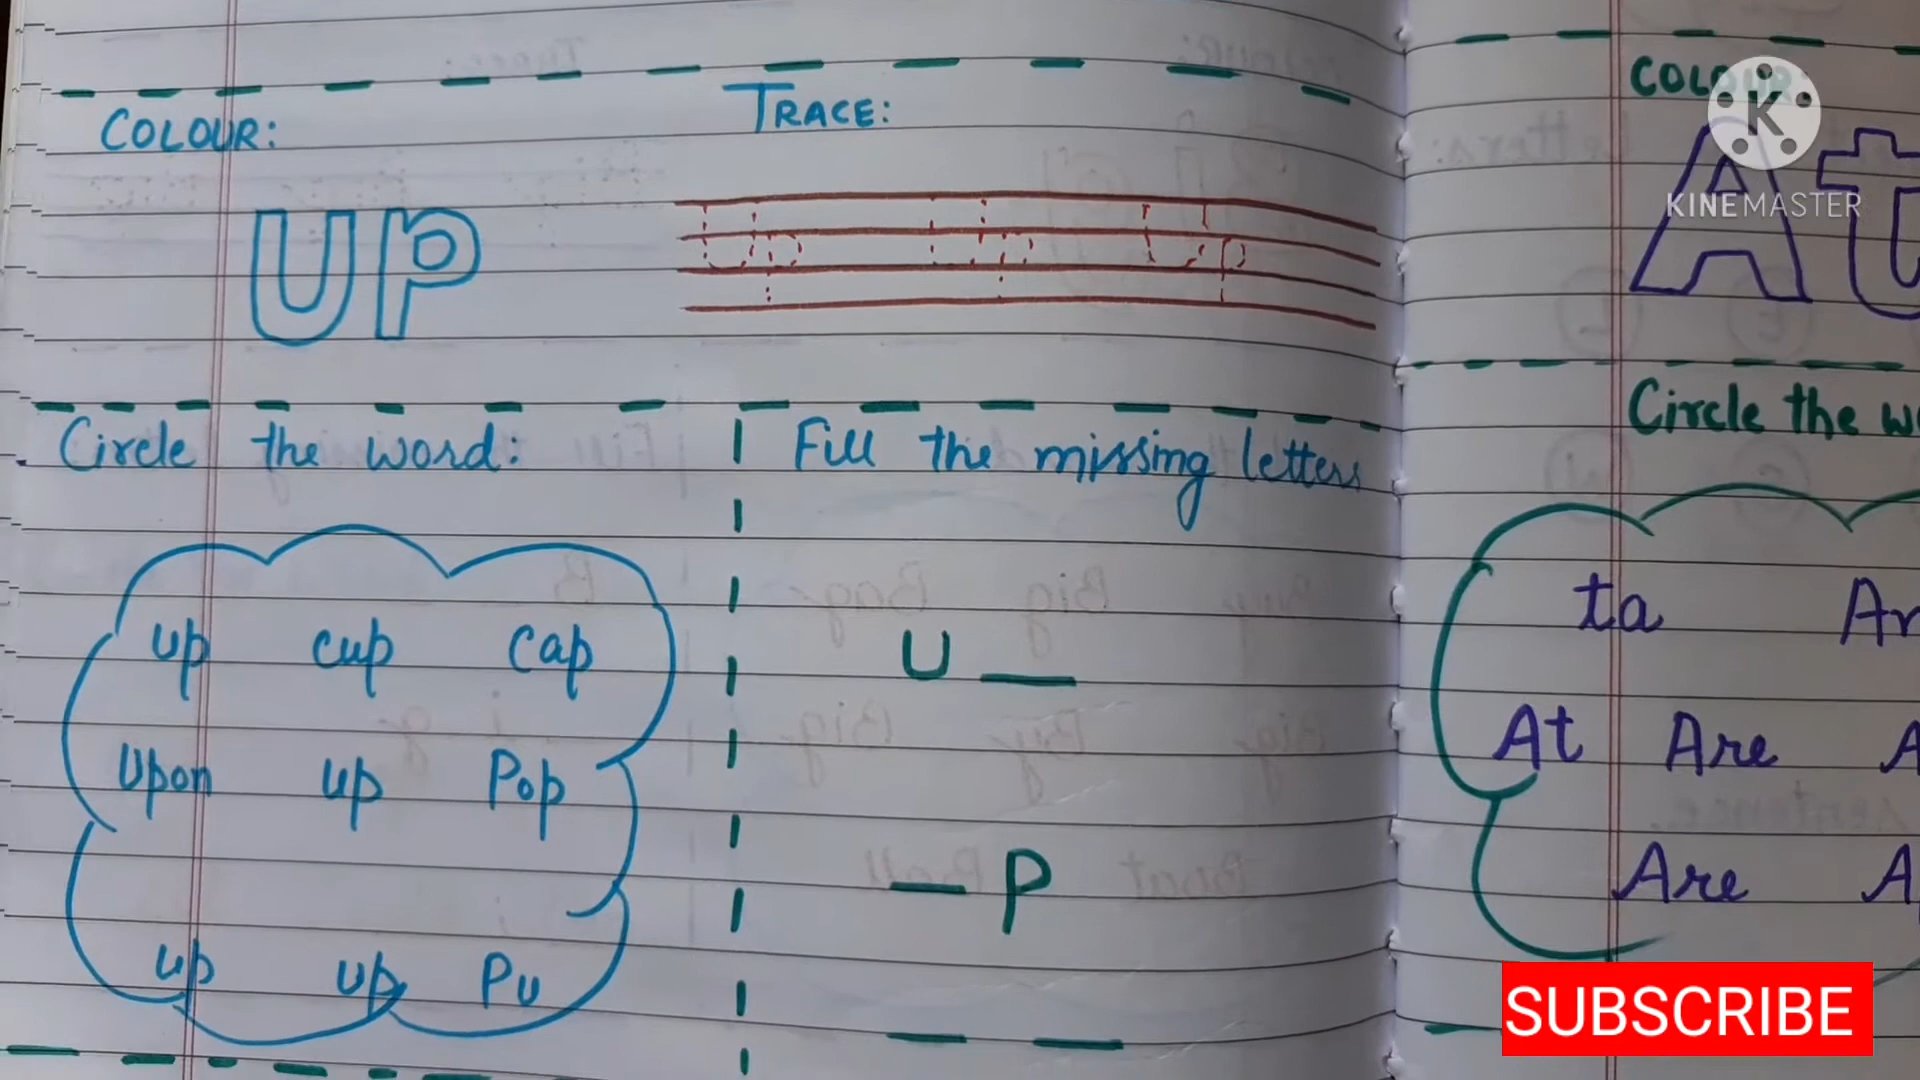 COLOUR:
TRACE:
UP
Up Up Up
Circle the word:
Fill the missing letters
up cup Cap
Upon up Pop
up up Pu
U __
__ P
COLOUR:
At
Circle the
ta
At Are
Are
K
KINEMASTER
SUBSCRIBE